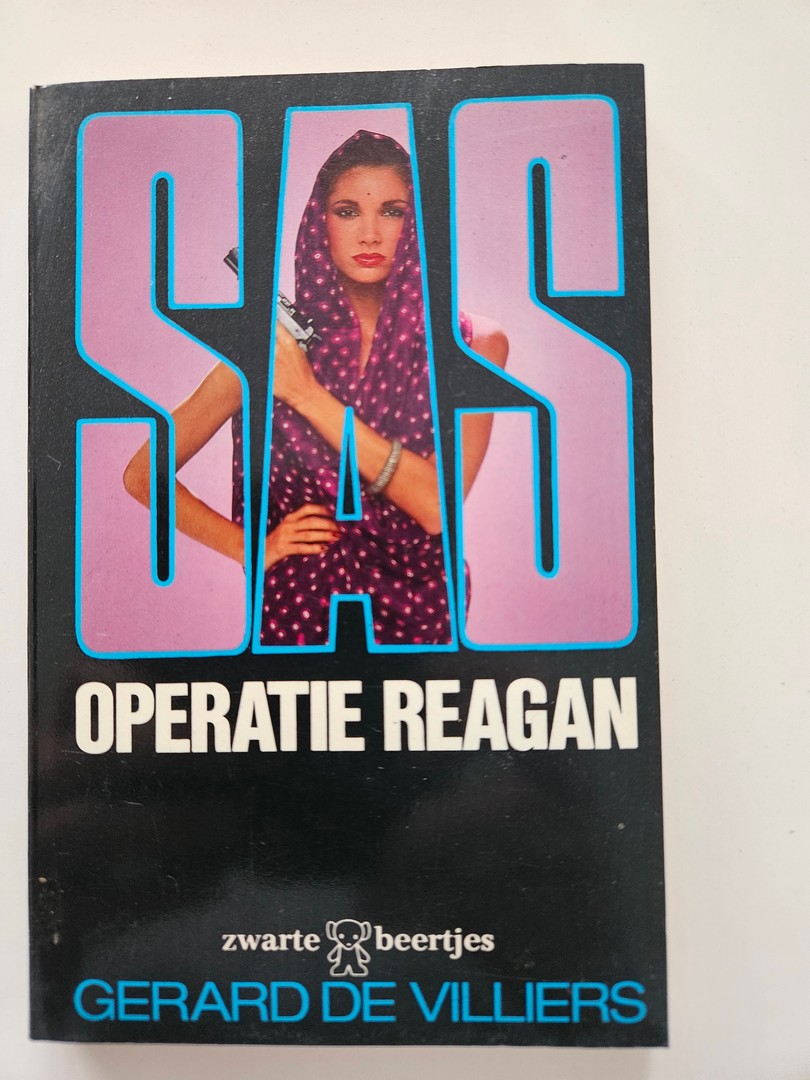 SAS
OPERATIE REAGAN
zwarte beertjes
GERARD DE VILLIERS